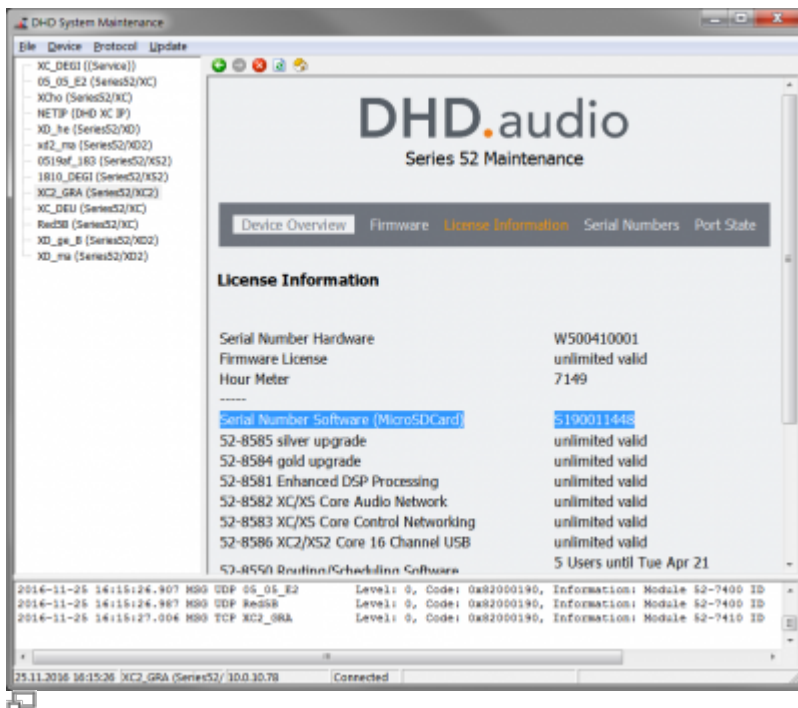 DHD System Maintenance
File Device Protocol Update
XC_DEGI ((Service))
05_05_E2 (Series52/XC)
XCho (Series52/XC)
NETIP (DHD XC IP)
XD_he (Series52/XD)
xd2_ma (Series52/XD2)
0519af_183 (Series52/XS2)
1810_DEGI (Series52/XS2)
XC2_GRA (Series52/XC2)
XC_DEU (Series52/XC)
Red5B (Series52/XC)
XD_ge_B (Series52/XD2)
XD_ma (Series52/XD2)
DHD.audio
Series 52 Maintenance
Device Overview Firmware License Information Serial Numbers Port State
License Information
Serial Number Hardware W500410001
Firmware License unlimited valid
Hour Meter 7149
-----
Serial Number Software (MicroSDCard) S190011448
52-8585 silver upgrade unlimited valid
52-8584 gold upgrade unlimited valid
52-8581 Enhanced DSP Processing unlimited valid
52-8582 XC/XS Core Audio Network unlimited valid
52-8583 XC/XS Core Control Networking unlimited valid
52-8586 XC2/XS2 Core 16 Channel USB unlimited valid
52-8550 Routing/Scheduling Software 5 Users until Tue Apr 21
2016-11-25 16:15:26.907 MSG UDP 05_05_E2 Level: 0, Code: 0x82000190, Information: Module 52-7400 ID
2016-11-25 16:15:26.987 MSG UDP Red5B Level: 0, Code: 0x82000190, Information: Module 52-7400 ID
2016-11-25 16:15:27.006 MSG TCP XC2_GRA Level: 0, Code: 0x82000190, Information: Module 52-7410 ID
25.11.2016 16:15:26 XC2_GRA (Series52/ 10.0.10.78 Connected